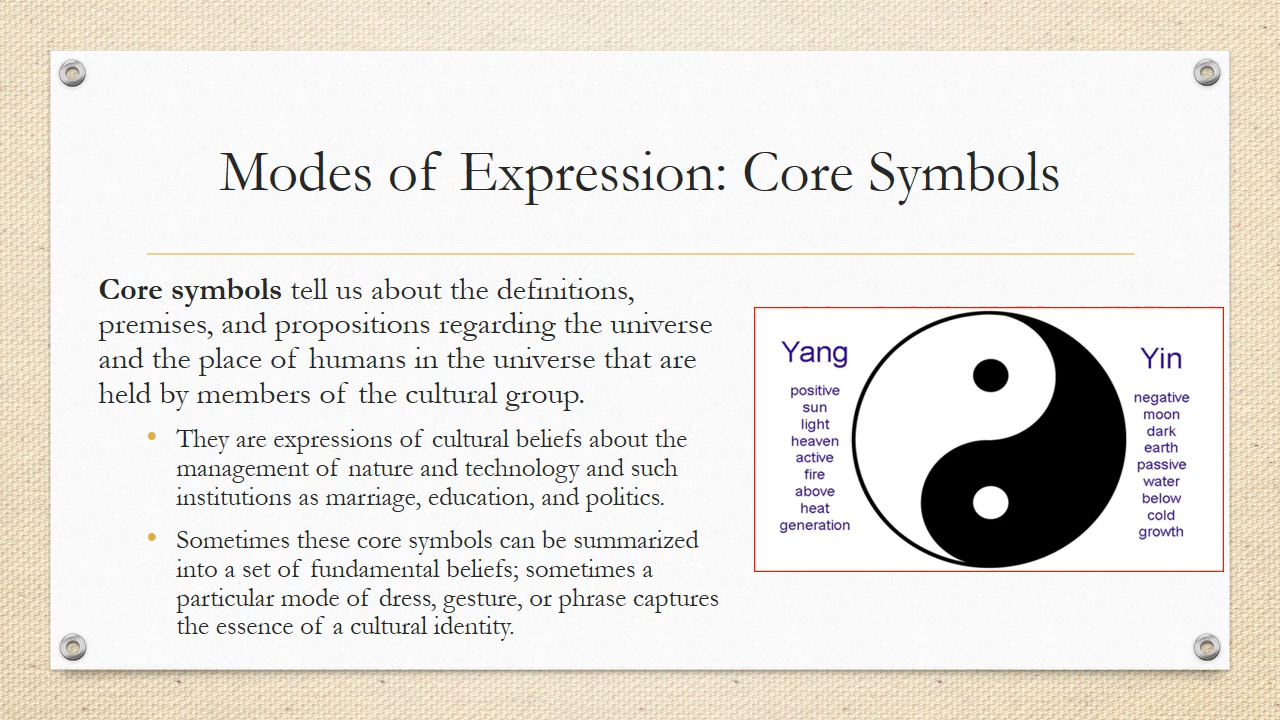 Modes of Expression: Core Symbols
Core symbols tell us about the definitions,
premises, and propositions regarding the universe
and the place of humans in the universe that are
held by members of the cultural group.
• They are expressions of cultural beliefs about the
management of nature and technology and such
institutions as marriage, education, and politics.
• Sometimes these core symbols can be summarized
into a set of fundamental beliefs; sometimes a
particular mode of dress, gesture, or phrase captures
the essence of a cultural identity.
Yang
positive
sun
light
heaven
active
fire
above
heat
generation
Yin
negative
moon
dark
earth
passive
water
below
cold
growth